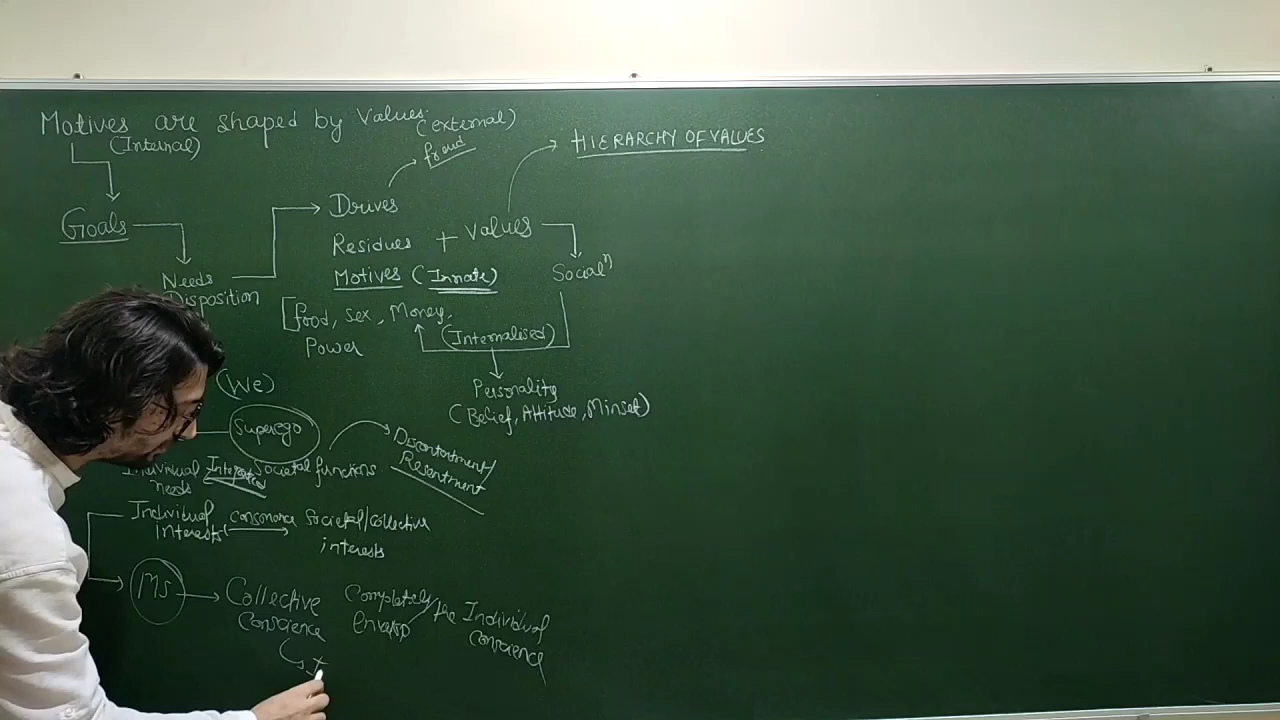 Motives are shaped by Values.
(Internal)
(external)
freud
HIERARCHY OF VALUES
Goals
Drives
Residues + Values
Motives (Innate)
Social^n
Needs
Disposition
[food, Sex, Money,
Power
(Internalised)
Personality
(Belief, Attitude, Minset)
(We)
Superego
Discontentment/
Resentment
Individual
needs
Integration
Societal functions
Individual
Interests
consonance
Societal/collective
interests
MS
Collective
Conscience
Completely
Envelop
the Individual
conscience